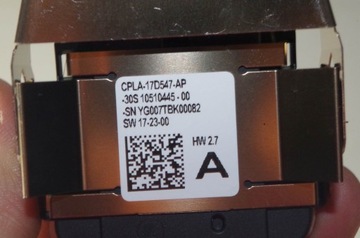 CPLA-17D547-AP
-30S 10510445 - 00
-SN YG007TBK00082
SW 17-23-00
HW 2.7
A